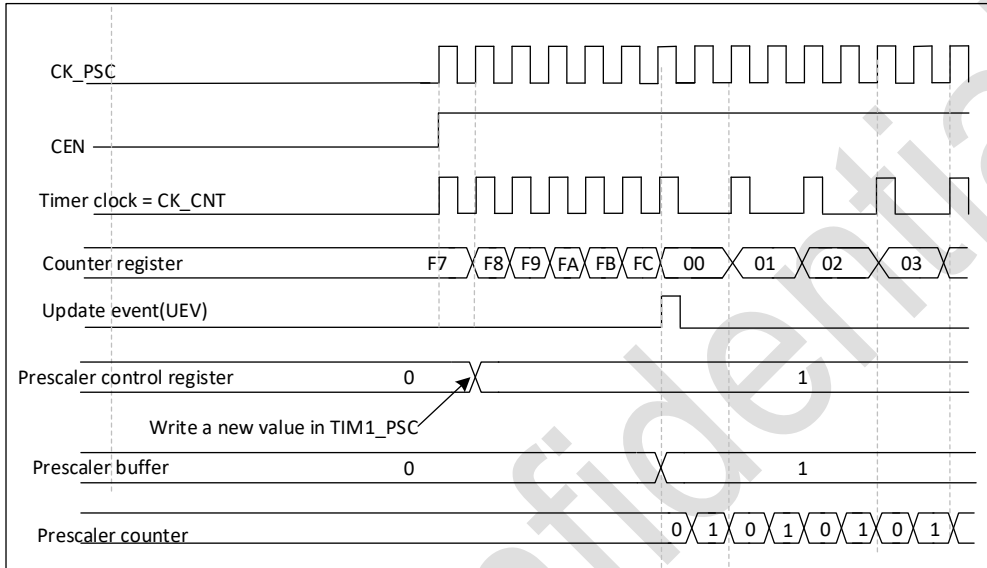 CK_PSC
CEN
Timer clock = CK_CNT
Counter register F7 F8 F9 FA FB FC 00 01 02 03
Update event(UEV)
Prescaler control register 0 1
Write a new value in TIM1_PSC
Prescaler buffer 0 1
Prescaler counter 0 1 0 1 0 1 0 1